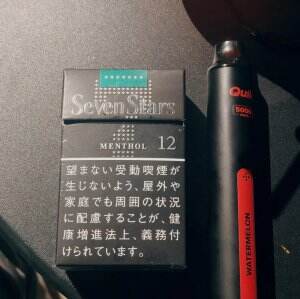 Seven Stars
MENTHOL 12
望まない受動喫煙が
生じないよう、屋外や
家庭でも周囲の状況
に配慮することが、健
康増進法上、義務付
けられています。
WATERMELON